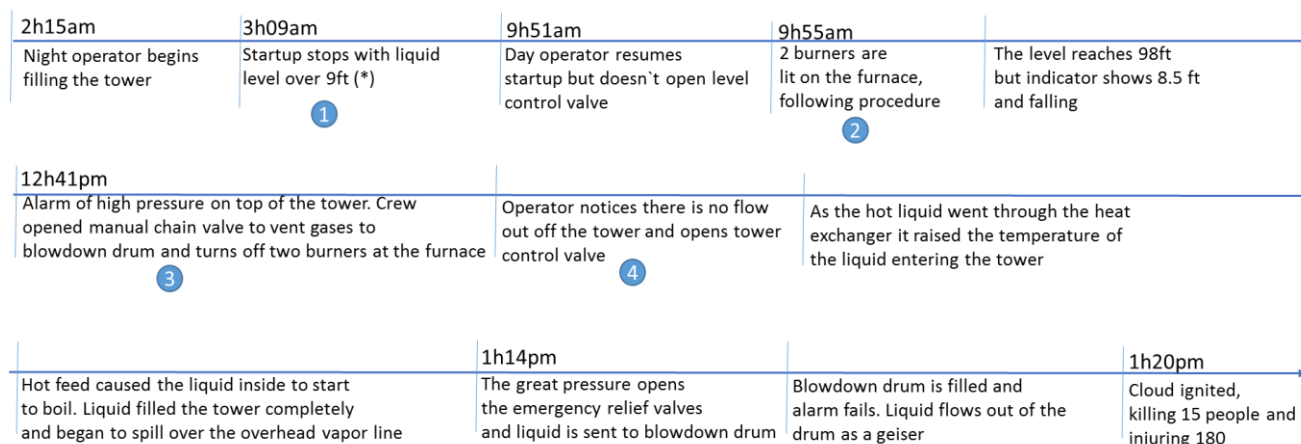 2h15am
Night operator begins
filling the tower
3h09am
Startup stops with liquid
level over 9ft (*)
1
9h51am
Day operator resumes
startup but doesn`t open level
control valve
9h55am
2 burners are
lit on the furnace,
following procedure
2
The level reaches 98ft
but indicator shows 8.5 ft
and falling
12h41pm
Alarm of high pressure on top of the tower. Crew
opened manual chain valve to vent gases to
blowdown drum and turns off two burners at the furnace
3
Operator notices there is no flow
out off the tower and opens tower
control valve
4
As the hot liquid went through the heat
exchanger it raised the temperature of
the liquid entering the tower
Hot feed caused the liquid inside to start
to boil. Liquid filled the tower completely
and began to spill over the overhead vapor line
1h14pm
The great pressure opens
the emergency relief valves
and liquid is sent to blowdown drum
Blowdown drum is filled and
alarm fails. Liquid flows out of the
drum as a geiser
1h20pm
Cloud ignited,
killing 15 people and
injuring 180